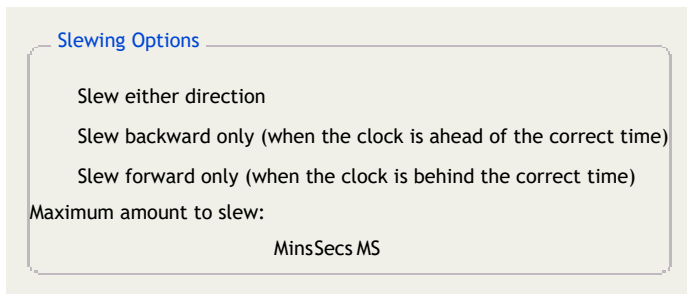 Slewing Options
Slew either direction
Slew backward only (when the clock is ahead of the correct time)
Slew forward only (when the clock is behind the correct time)
Maximum amount to slew:
MinsSecs MS